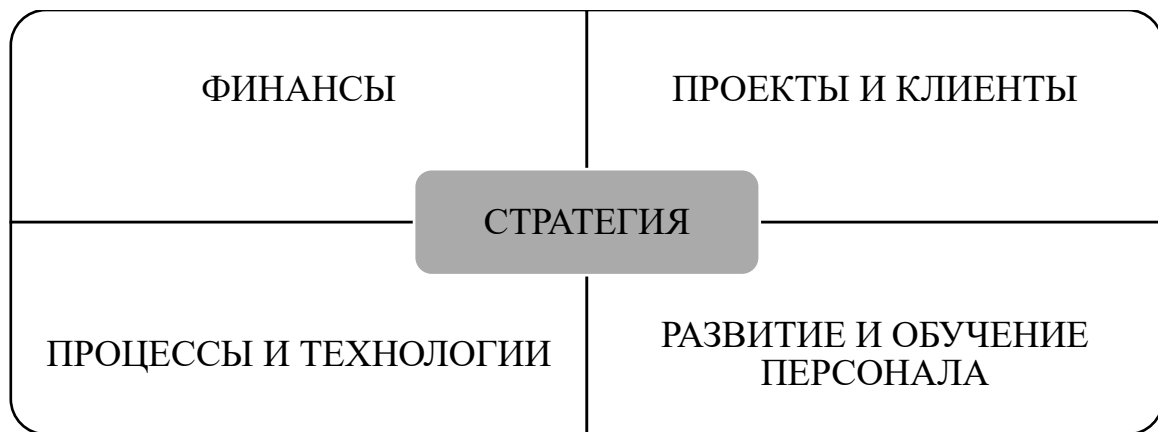 ФИНАНСЫ
ПРОЕКТЫ И КЛИЕНТЫ
СТРАТЕГИЯ
ПРОЦЕССЫ И ТЕХНОЛОГИИ
РАЗВИТИЕ И ОБУЧЕНИЕ
ПЕРСОНАЛА